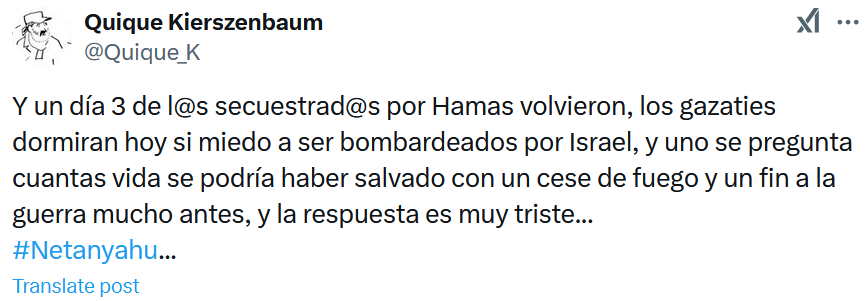 Quique Kierszenbaum
@Quique_K
Y un día 3 de l@s secuestrad@s por Hamas volvieron, los gazaties
dormiran hoy si miedo a ser bombardeados por Israel, y uno se pregunta
cuantas vida se podría haber salvado con un cese de fuego y un fin a la
guerra mucho antes, y la respuesta es muy triste...
#Netanyahu...
Translate post